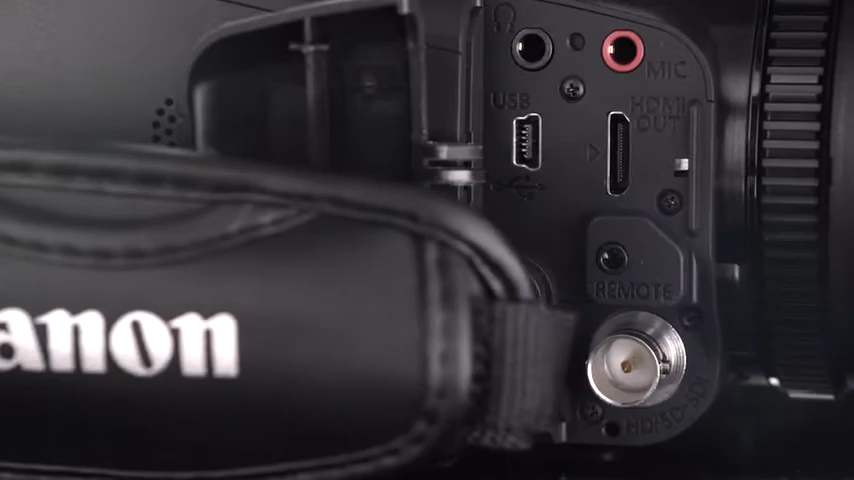 MIC
USB
HDMI
OUT
REMOTE
anon
HD/SD-SDI